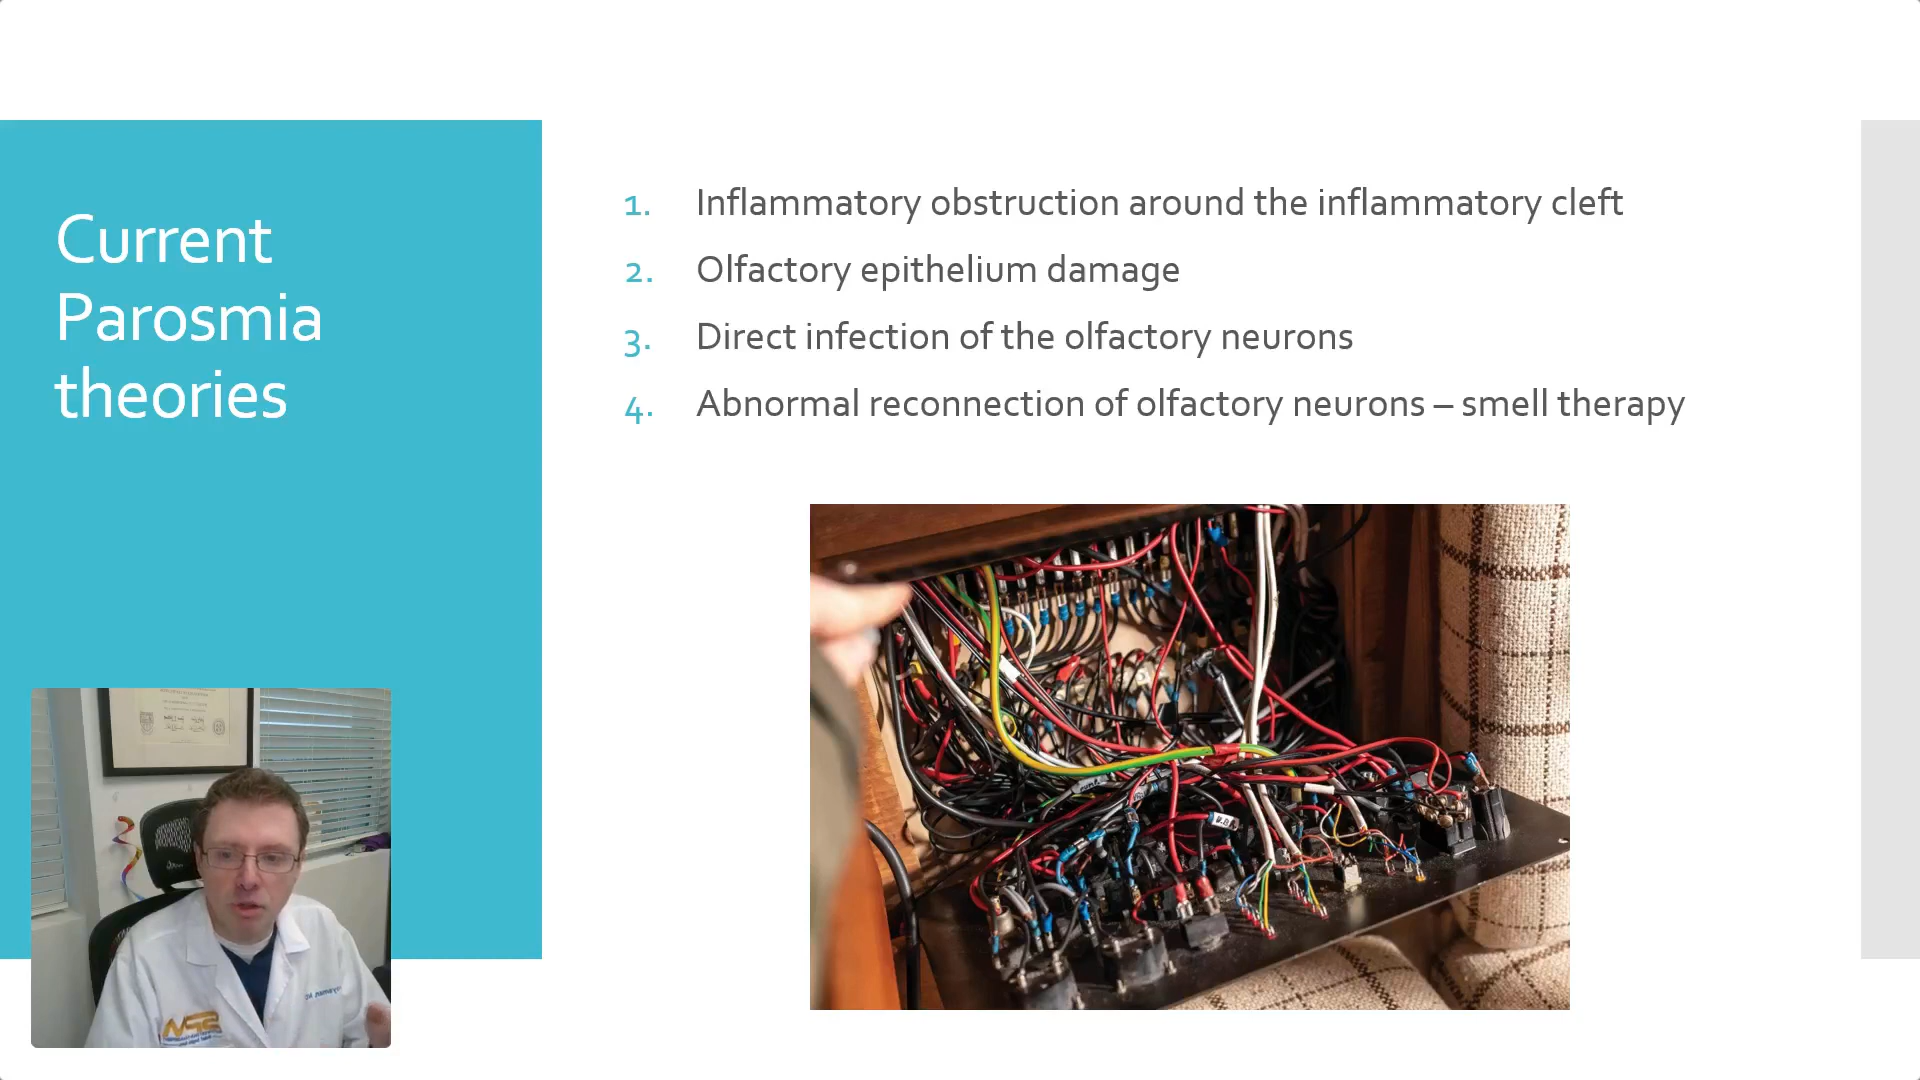 Current
Parosmia
theories
1. Inflammatory obstruction around the inflammatory cleft
2. Olfactory epithelium damage
3. Direct infection of the olfactory neurons
4. Abnormal reconnection of olfactory neurons – smell therapy